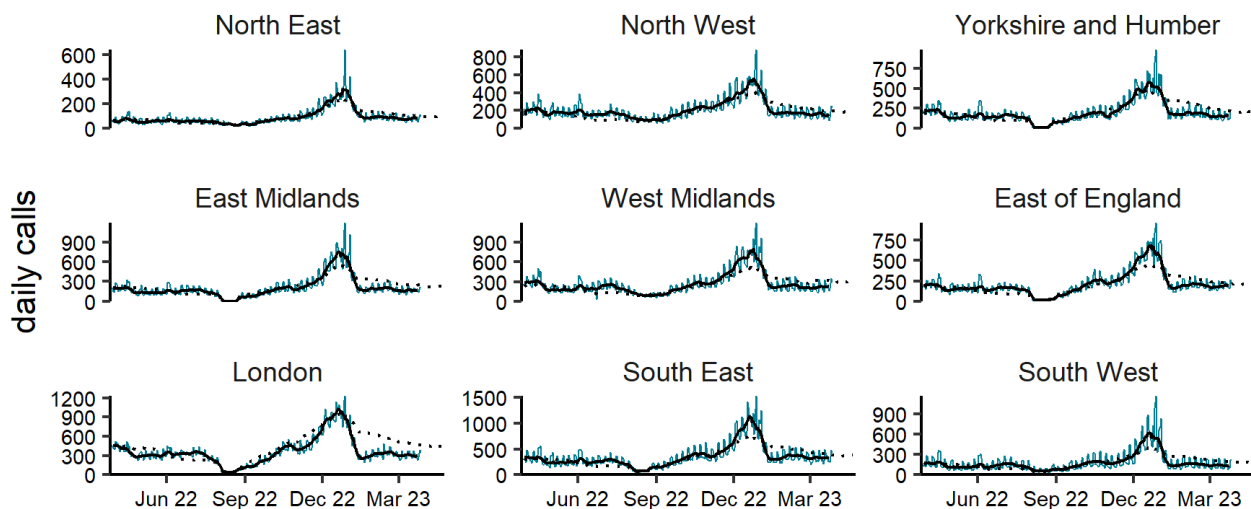 North East
North West
Yorkshire and Humber
600
400
200
0
800
600
400
200
0
750
500
250
0
East Midlands
West Midlands
East of England
daily calls
900
600
300
0
900
600
300
0
750
500
250
0
London
South East
South West
1200
900
600
300
0
1500
1000
500
0
900
600
300
0
Jun 22 Sep 22 Dec 22 Mar 23
Jun 22 Sep 22 Dec 22 Mar 23
Jun 22 Sep 22 Dec 22 Mar 23